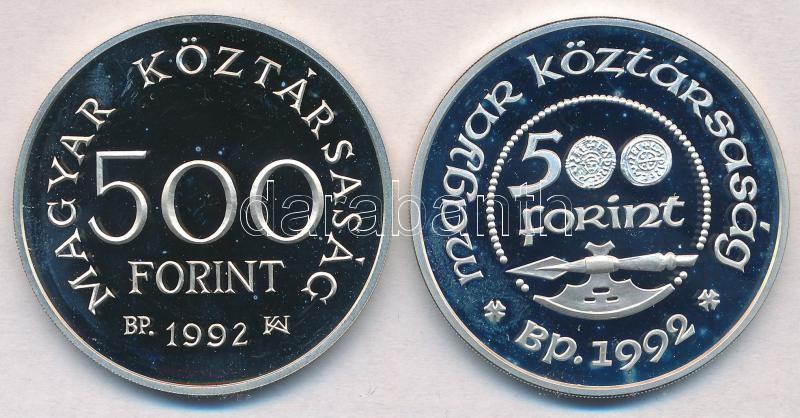 MAGYAR KÖZTÁRSASÁG
500
FORINT
BP. 1992
magyar köztársaság
500
forint
Bp. 1992
darabanth